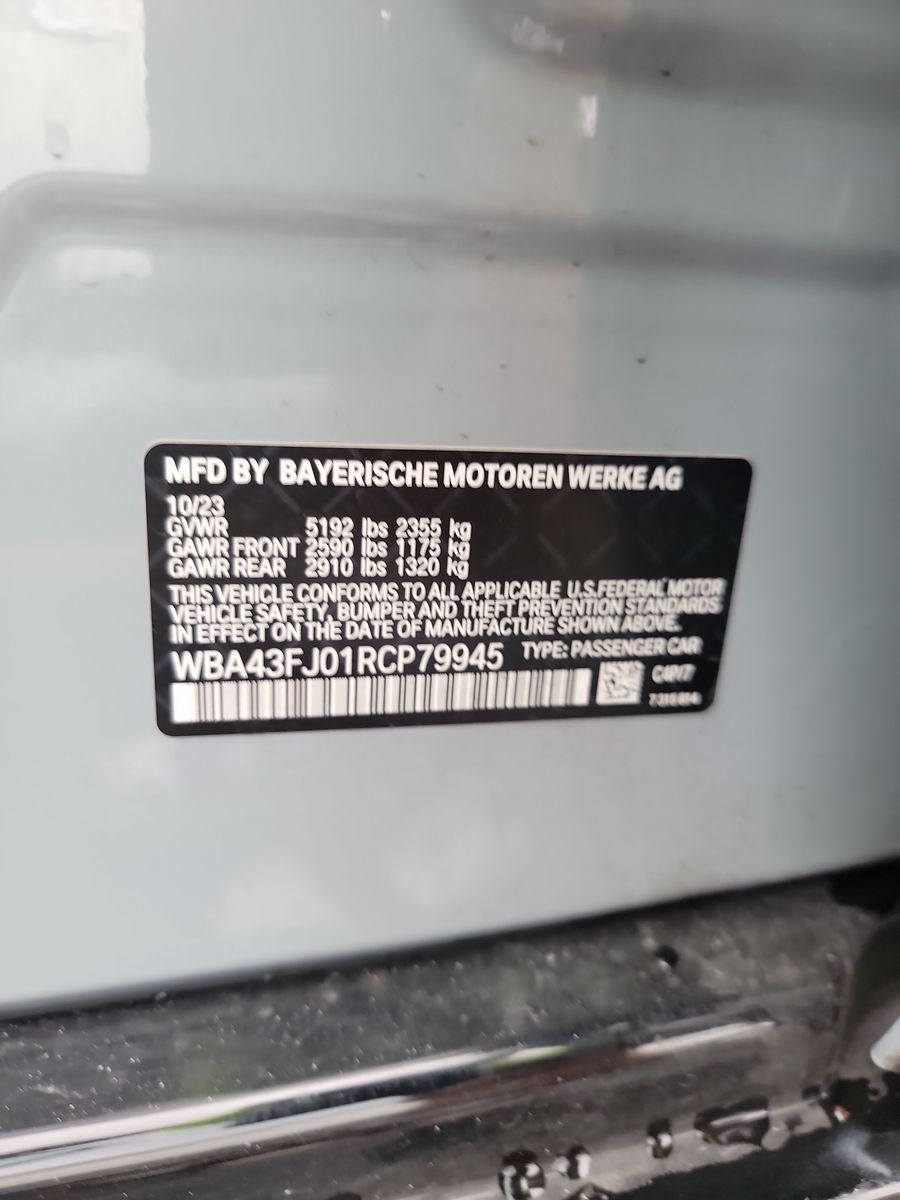 MFD BY BAYERISCHE MOTOREN WERKE AG
10/23
GVWR 5192 lbs 2355 kg
GAWR FRONT 2590 lbs 1175 kg
GAWR REAR 2910 lbs 1320 kg
THIS VEHICLE CONFORMS TO ALL APPLICABLE U.S.FEDERAL MOTOR
VEHICLE SAFETY, BUMPER AND THEFT PREVENTION STANDARDS
IN EFFECT ON THE DATE OF MANUFACTURE SHOWN ABOVE.
WBA43FJ01RCP79945 TYPE: PASSENGER CAR